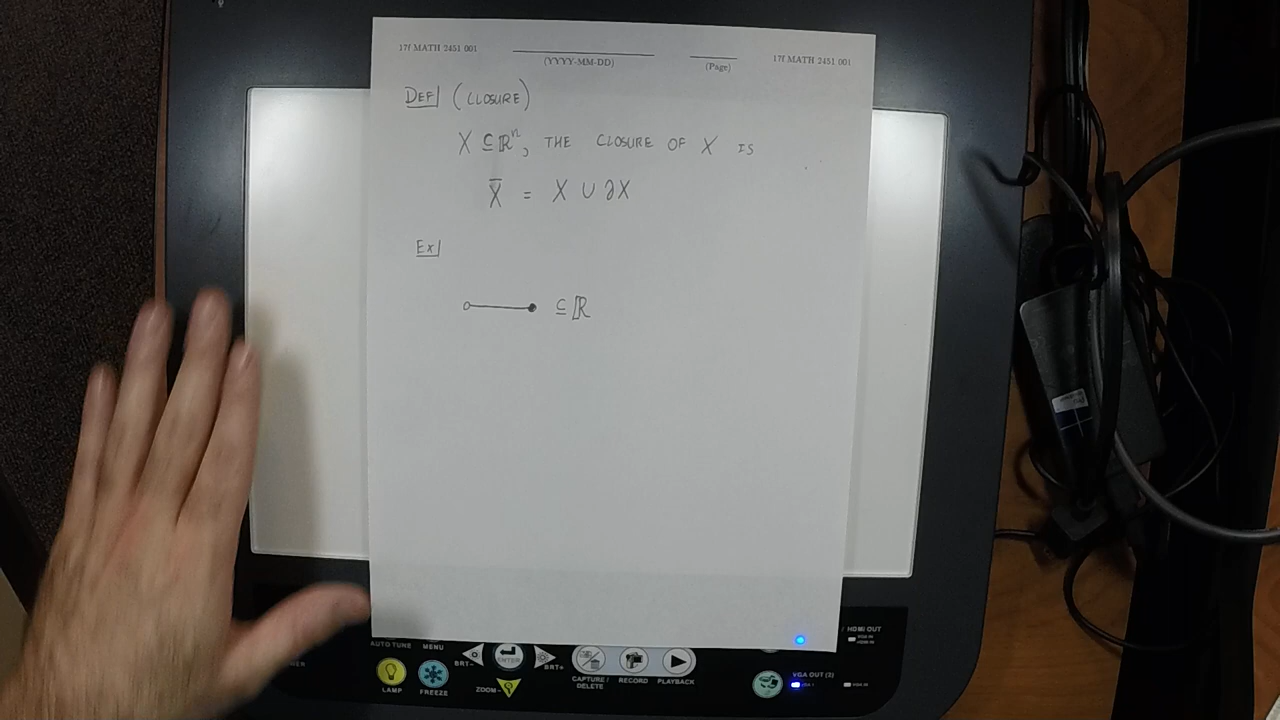 17f MATH 2451 001
(YYYY-MM-DD)
(Page)
17f MATH 2451 001
DEF (CLOSURE)
X ⊆ ℝⁿ, THE CLOSURE OF X IS
X̄ = X ∪ ∂X
EX
⊆ ℝ
AUTO TUNE MENU
BRT- ENTER BRT+
LAMP FREEZE ZOOM-
CAPTURE / DELETE
RECORD PLAYBACK
HDMI OUT
VGA OUT (2)